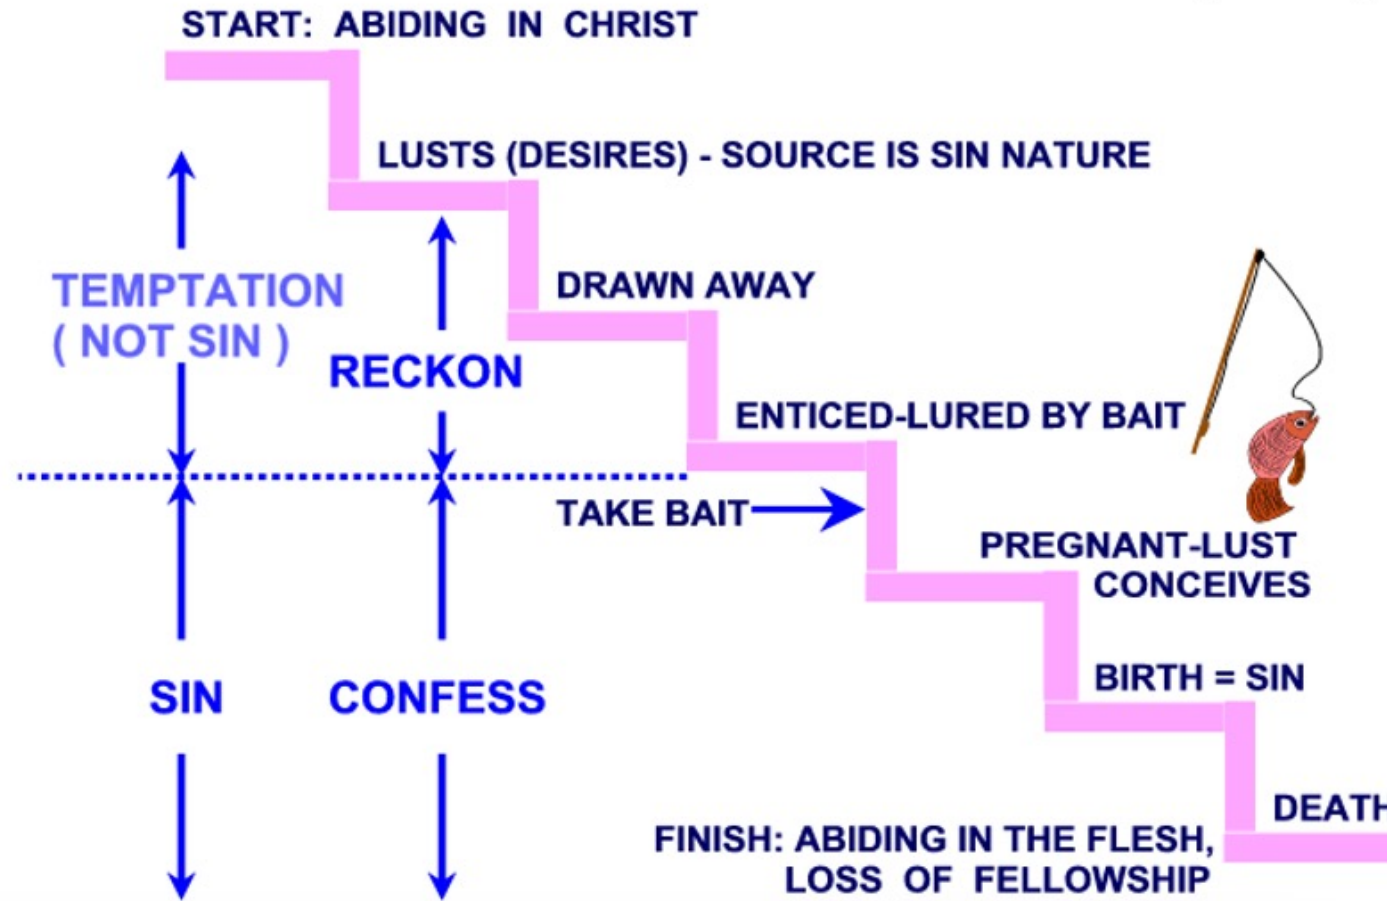 START: ABIDING IN CHRIST
LUSTS (DESIRES) - SOURCE IS SIN NATURE
TEMPTATION
( NOT SIN )
DRAWN AWAY
RECKON
ENTICED-LURED BY BAIT
TAKE BAIT
PREGNANT-LUST
CONCEIVES
SIN
CONFESS
BIRTH = SIN
DEATH
FINISH: ABIDING IN THE FLESH,
LOSS OF FELLOWSHIP